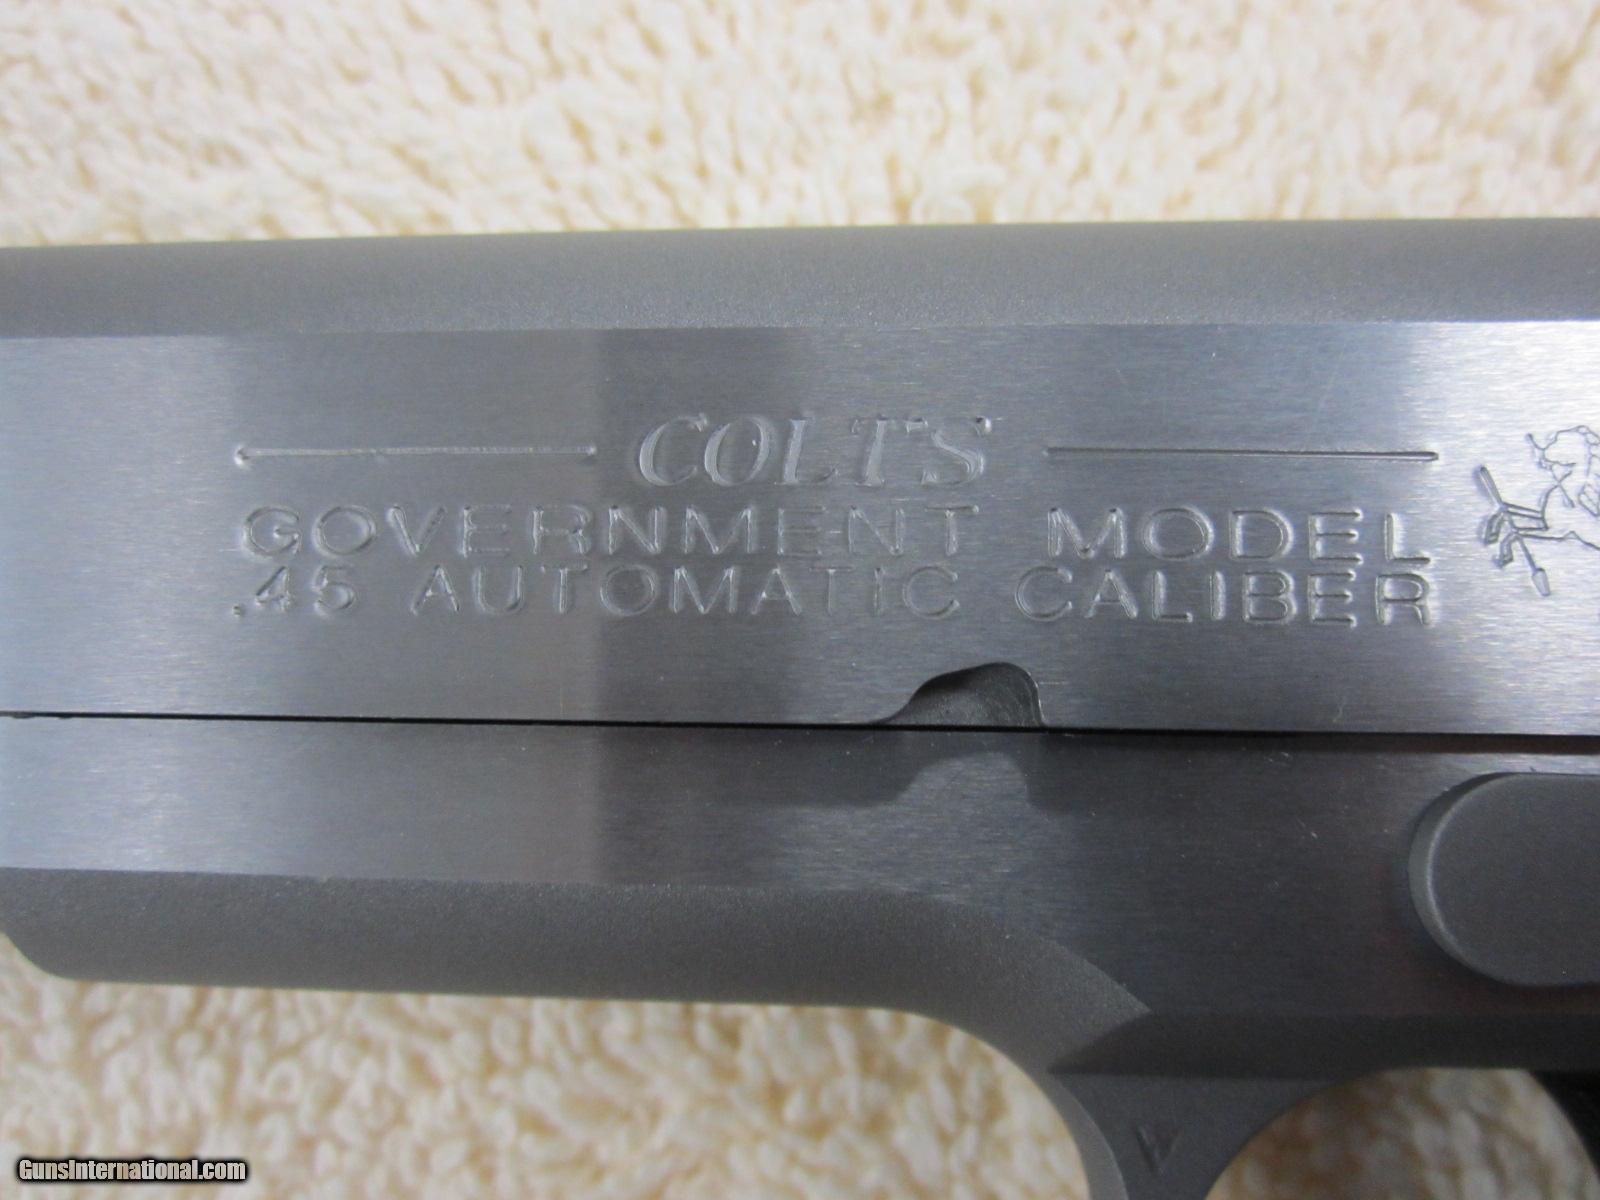 COLT'S
GOVERNMENT MODEL
.45 AUTOMATIC CALIBER
V
GunsInternational.com